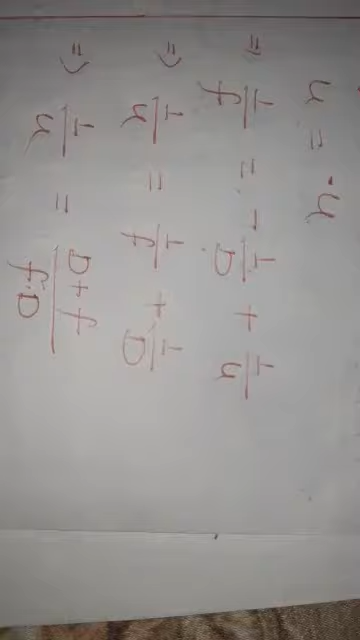 u = -u
=) 1/f = - 1/D + 1/u
=) 1/u = 1/f + 1/D
=) 1/u = D+f/f.D